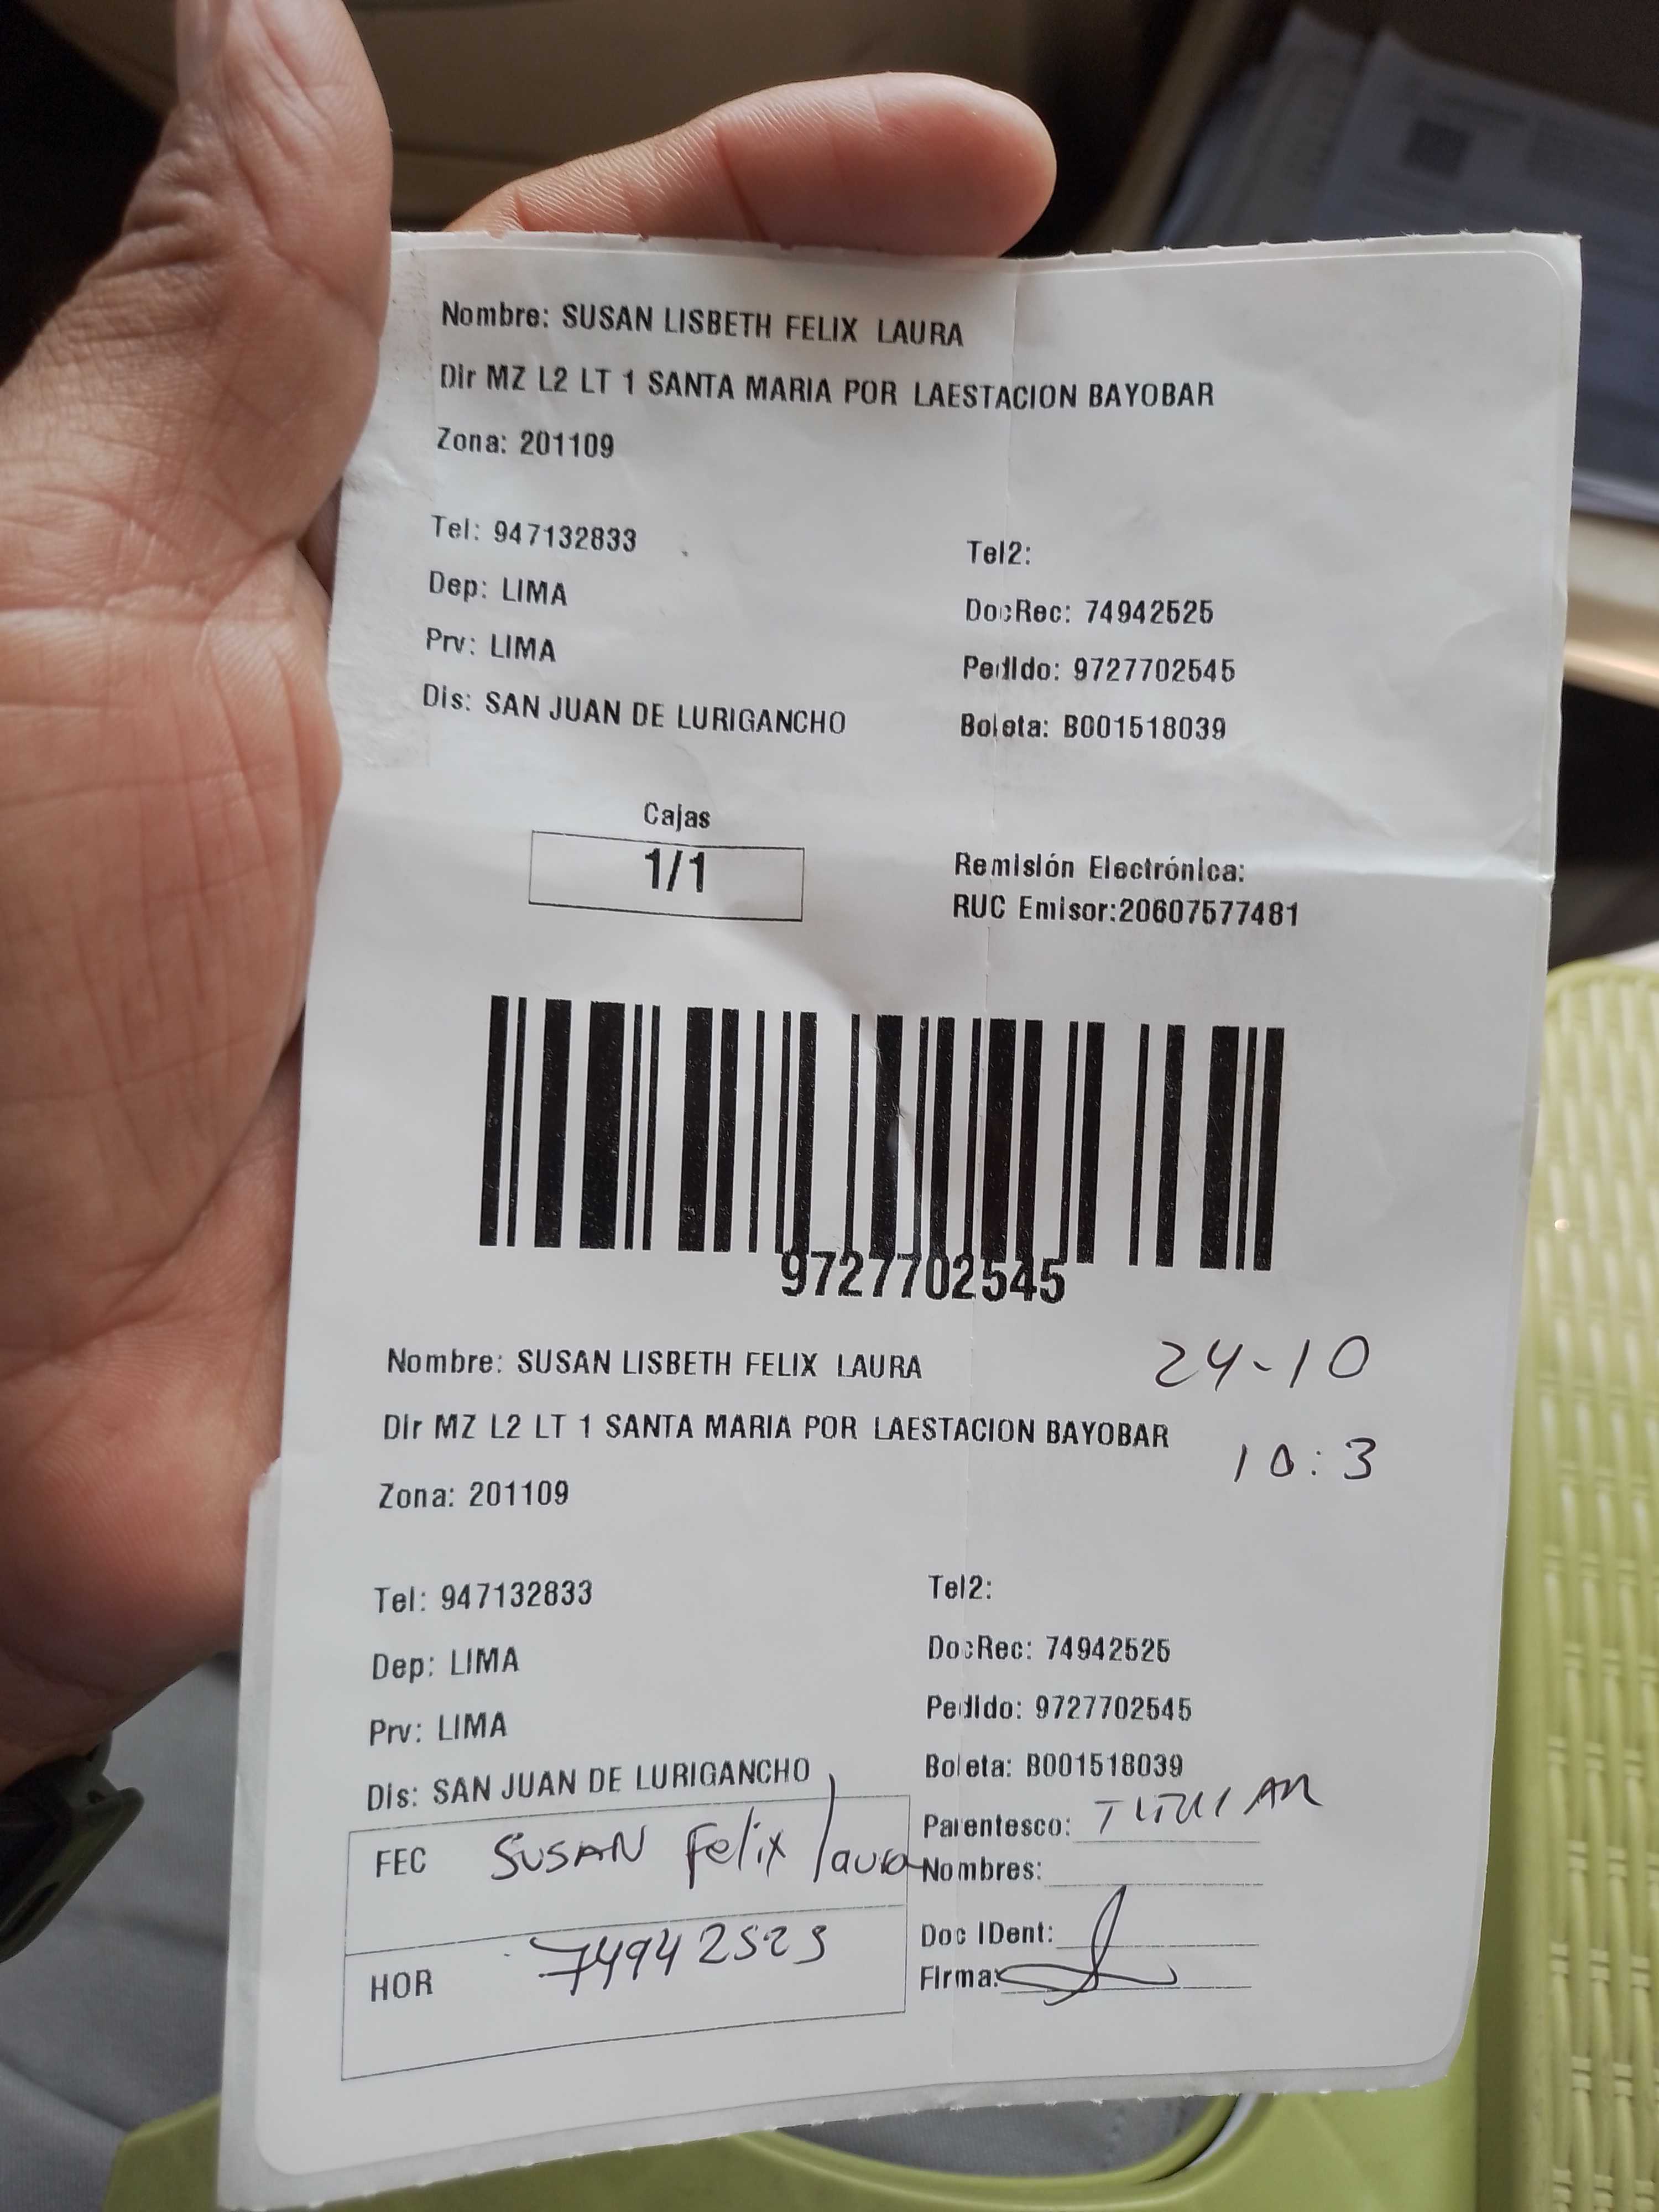 Nombre: SUSAN LISBETH FELIX LAURA
Dir MZ L2 LT 1 SANTA MARIA POR LAESTACION BAYOBAR
Zona: 201109
Tel: 947132833
Tel2:
Dep: LIMA
DocRec: 74942525
Prv: LIMA
Pedido: 9727702545
Dis: SAN JUAN DE LURIGANCHO
Boleta: B001518039
Cajas
1/1
Remisión Electrónica:
RUC Emisor:20607577481
9727702545
24-10
Nombre: SUSAN LISBETH FELIX LAURA
Dir MZ L2 LT 1 SANTA MARIA POR LAESTACION BAYOBAR
10:3
Zona: 201109
Tel: 947132833
Tel2:
Dep: LIMA
DocRec: 74942525
Prv: LIMA
Pedido: 9727702545
Dis: SAN JUAN DE LURIGANCHO
Boleta: B001518039
Parentesco: TITULAR
FEC SUSAN Felix laura
Nombres:
HOR 74942523
Doc IDent:
Firma: